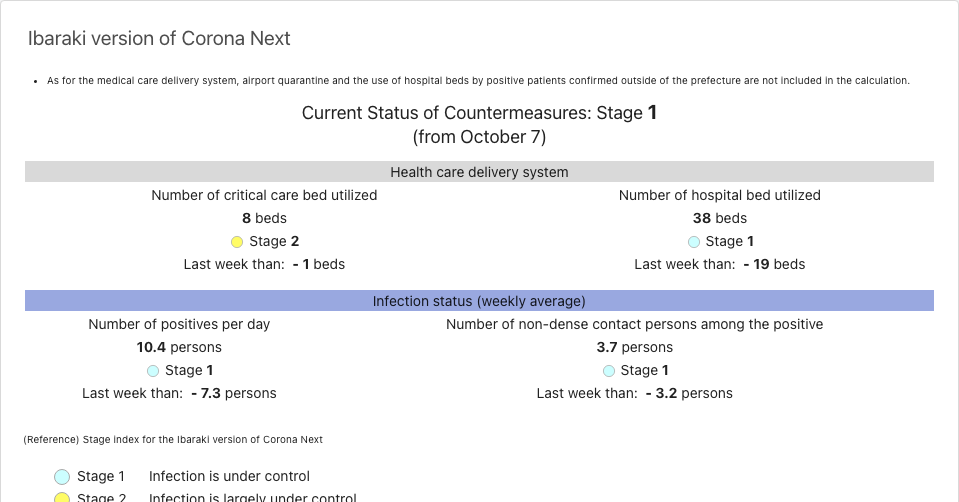 Ibaraki version of Corona Next
• As for the medical care delivery system, airport quarantine and the use of hospital beds by positive patients confirmed outside of the prefecture are not included in the calculation.
Current Status of Countermeasures: Stage 1
(from October 7)
Health care delivery system
Number of critical care bed utilized Number of hospital bed utilized
8 beds 38 beds
Stage 2 Stage 1
Last week than: - 1 beds Last week than: - 19 beds
Infection status (weekly average)
Number of positives per day Number of non-dense contact persons among the positive
10.4 persons 3.7 persons
Stage 1 Stage 1
Last week than: - 7.3 persons Last week than: - 3.2 persons
(Reference) Stage index for the Ibaraki version of Corona Next
Stage 1 Infection is under control
Stage 2 Infection is largely under control